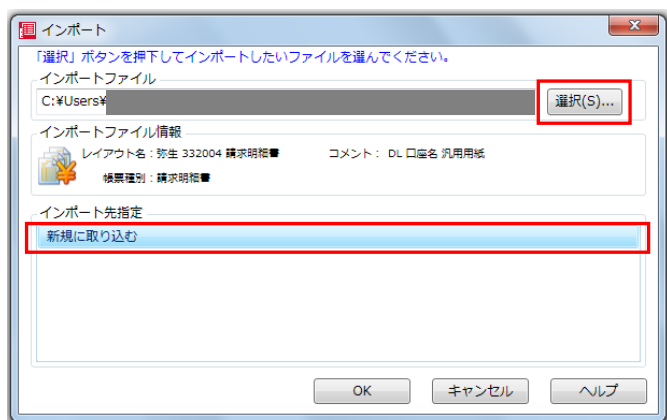 インポート
「選択」ボタンを押下してインポートしたいファイルを選んでください。
インポートファイル
C:¥Users¥
選択(S)...
インポートファイル情報
レイアウト名：弥生 332004 請求明細書 コメント： DL 口座名 汎用用紙
帳票種別：請求明細書
インポート先指定
新規に取り込む
OK キャンセル ヘルプ